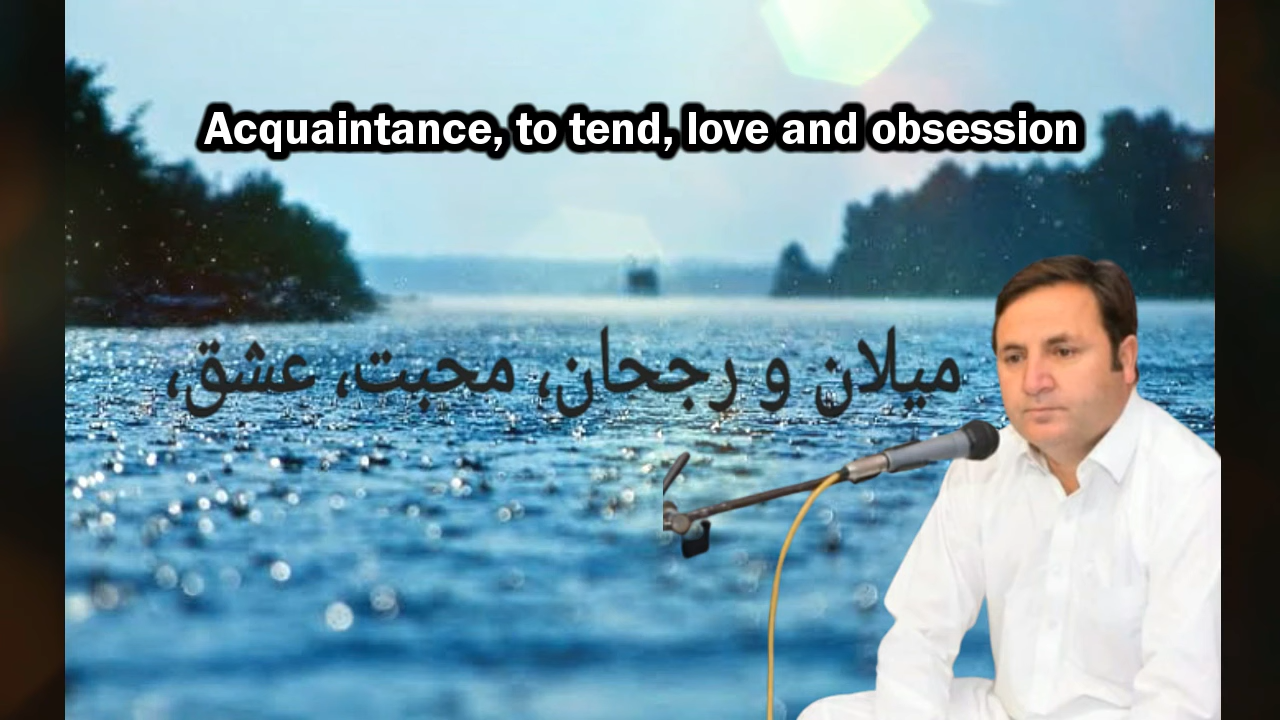 Acquaintance, to tend, love and obsession
میلان و رجحان، محبت، عشق،